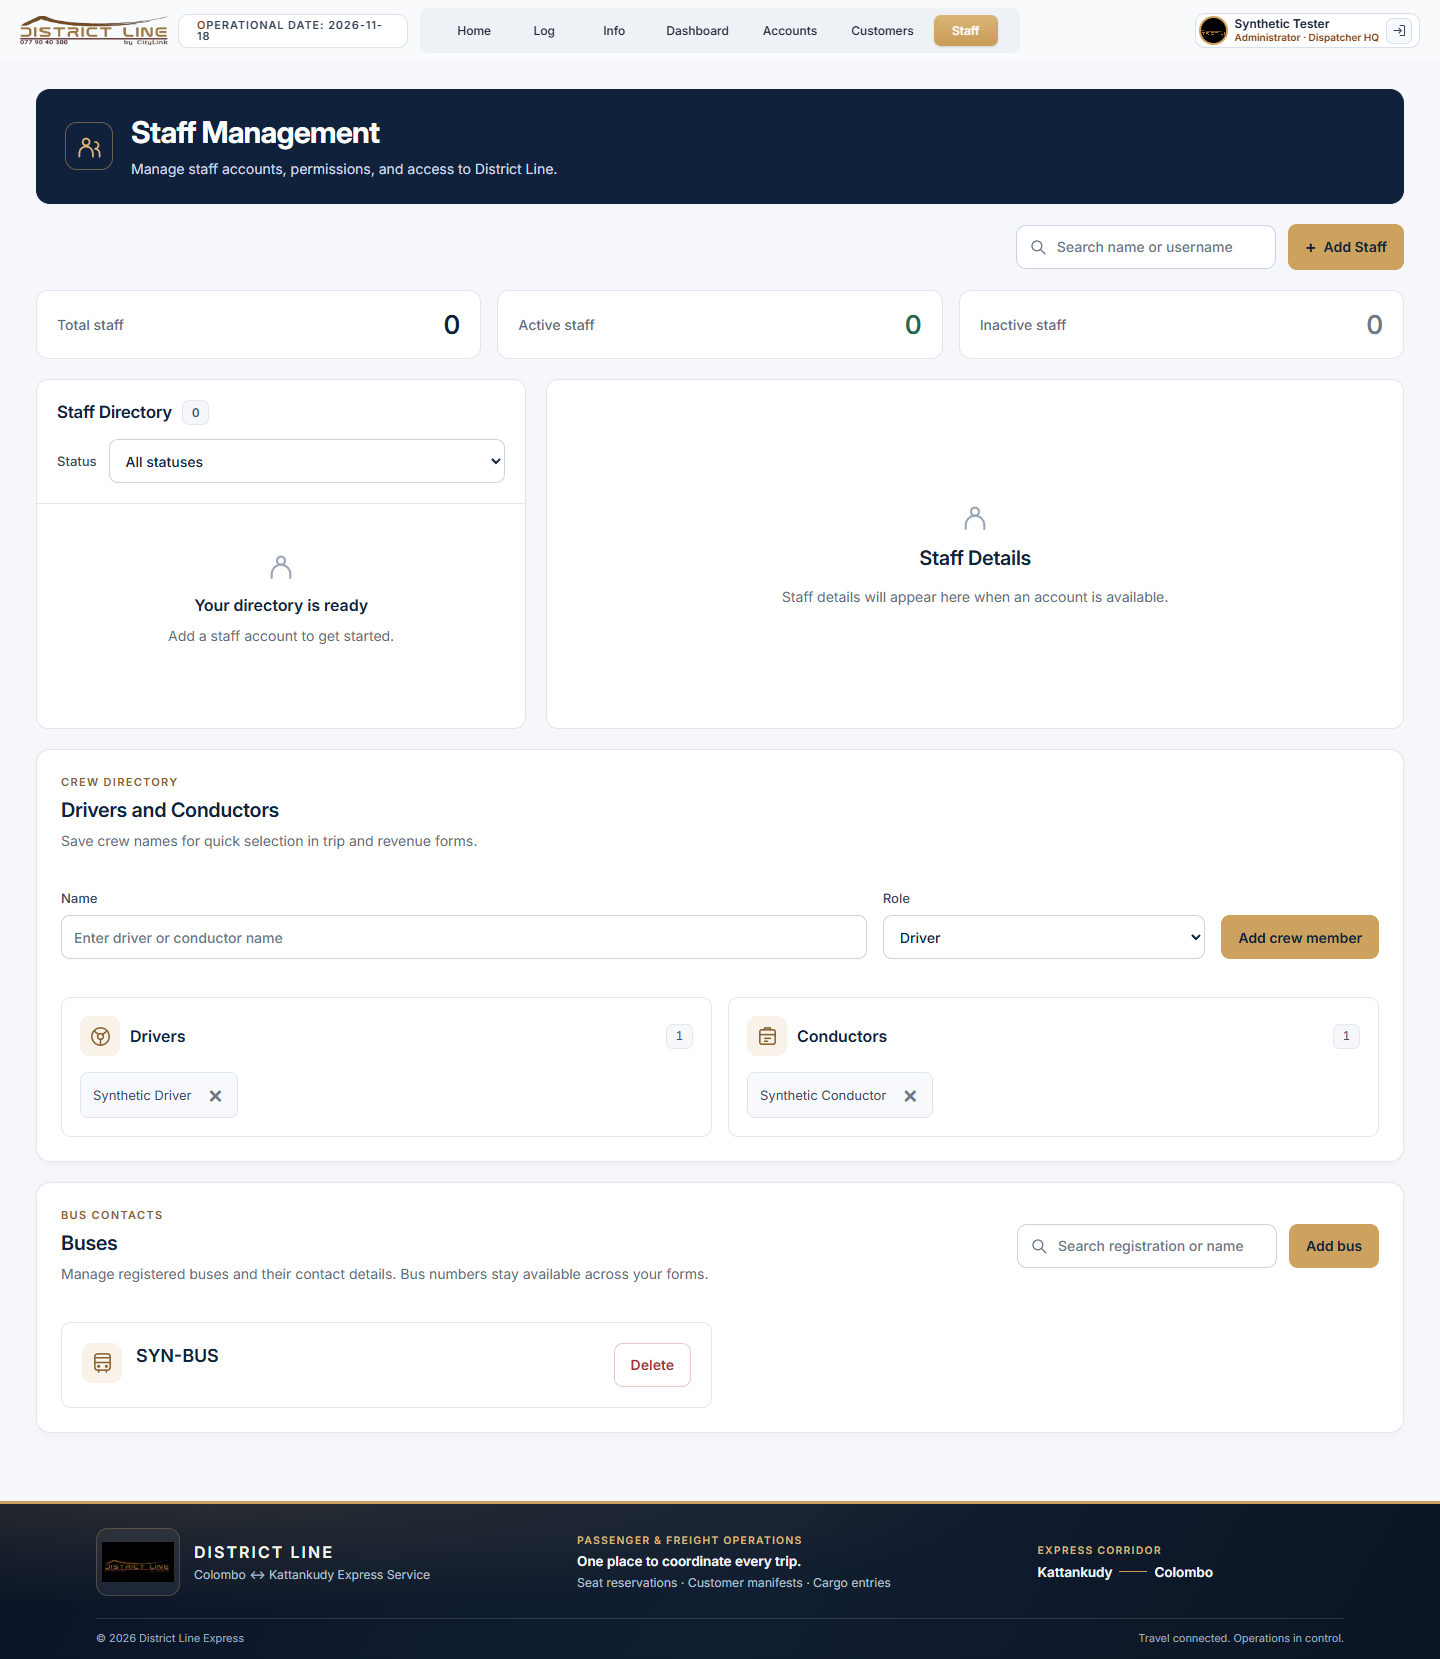 DISTRICT LINE
077 90 40 300 by CityLink
OPERATIONAL DATE: 2026-11-
18
Home Log Info Dashboard Accounts Customers Staff
Synthetic Tester
Administrator · Dispatcher HQ
Staff Management
Manage staff accounts, permissions, and access to District Line.
Search name or username
+ Add Staff
Total staff 0
Active staff 0
Inactive staff 0
Staff Directory 0
Status All statuses
Your directory is ready
Add a staff account to get started.
Staff Details
Staff details will appear here when an account is available.
CREW DIRECTORY
Drivers and Conductors
Save crew names for quick selection in trip and revenue forms.
Name
Enter driver or conductor name
Role
Driver
Add crew member
Drivers 1
Synthetic Driver ×
Conductors 1
Synthetic Conductor ×
BUS CONTACTS
Buses
Manage registered buses and their contact details. Bus numbers stay available across your forms.
Search registration or name
Add bus
SYN-BUS
Delete
DISTRICT LINE
DISTRICT LINE
Colombo ↔ Kattankudy Express Service
PASSENGER & FREIGHT OPERATIONS
One place to coordinate every trip.
Seat reservations · Customer manifests · Cargo entries
EXPRESS CORRIDOR
Kattankudy — Colombo
© 2026 District Line Express
Travel connected. Operations in control.